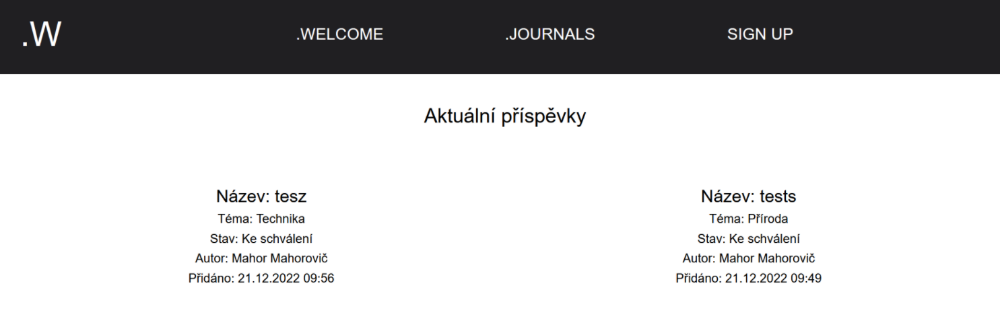 .W
.WELCOME
.JOURNALS
SIGN UP
Aktuální příspěvky
Název: tesz
Téma: Technika
Stav: Ke schválení
Autor: Mahor Mahorovič
Přidáno: 21.12.2022 09:56
Název: tests
Téma: Příroda
Stav: Ke schválení
Autor: Mahor Mahorovič
Přidáno: 21.12.2022 09:49